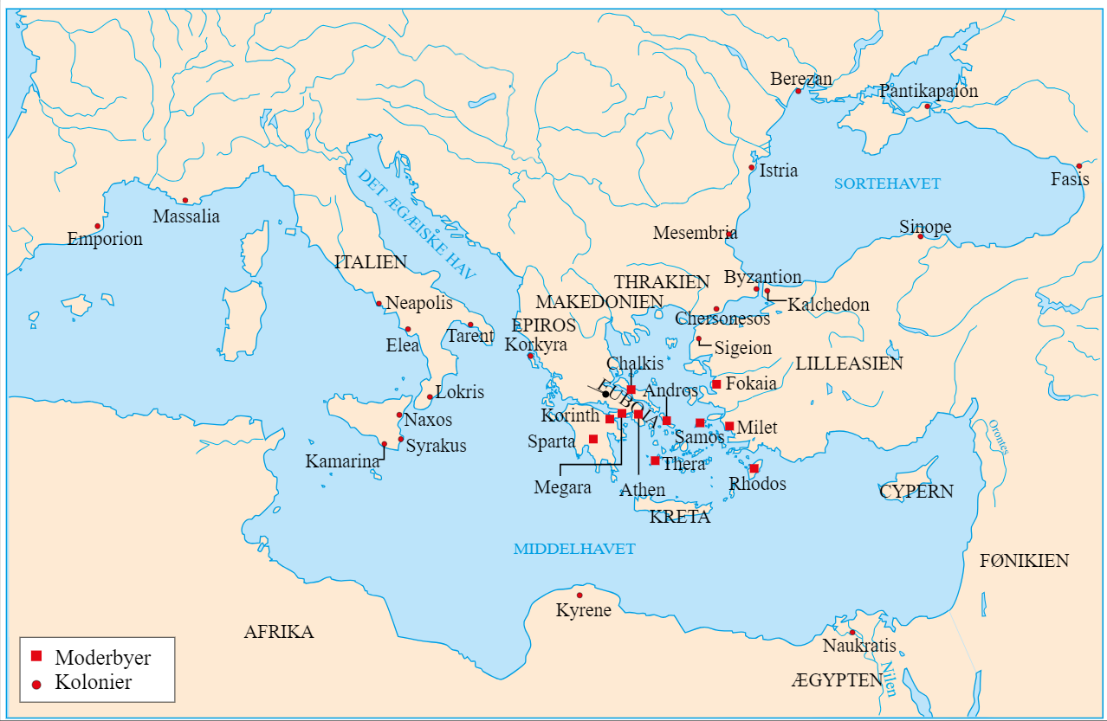 Berezan
Pantikapaion
Istria
SORTEHAVET
Fasis
Massalia
Emporion
DET ÆGÆISKE HAV
Mesembria
Sinope
ITALIEN
Byzantion
THRAKIEN
Kalchedon
Neapolis
MAKEDONIEN
Chersonesos
EPIROS
Tarent
Elea
Korkyra
Sigeion
Chalkis
LILLEASIEN
Fokaia
Lokris
EUBOIA
Andros
Naxos
Korinth
Milet
Samos
Syrakus
Sparta
Kamarina
Thera
Orontes
Megara
Athen
Rhodos
CYPERN
KRETA
MIDDELHAVET
FØNIKIEN
Kyrene
AFRIKA
Naukratis
ÆGYPTEN
Nilen
Moderbyer
Kolonier